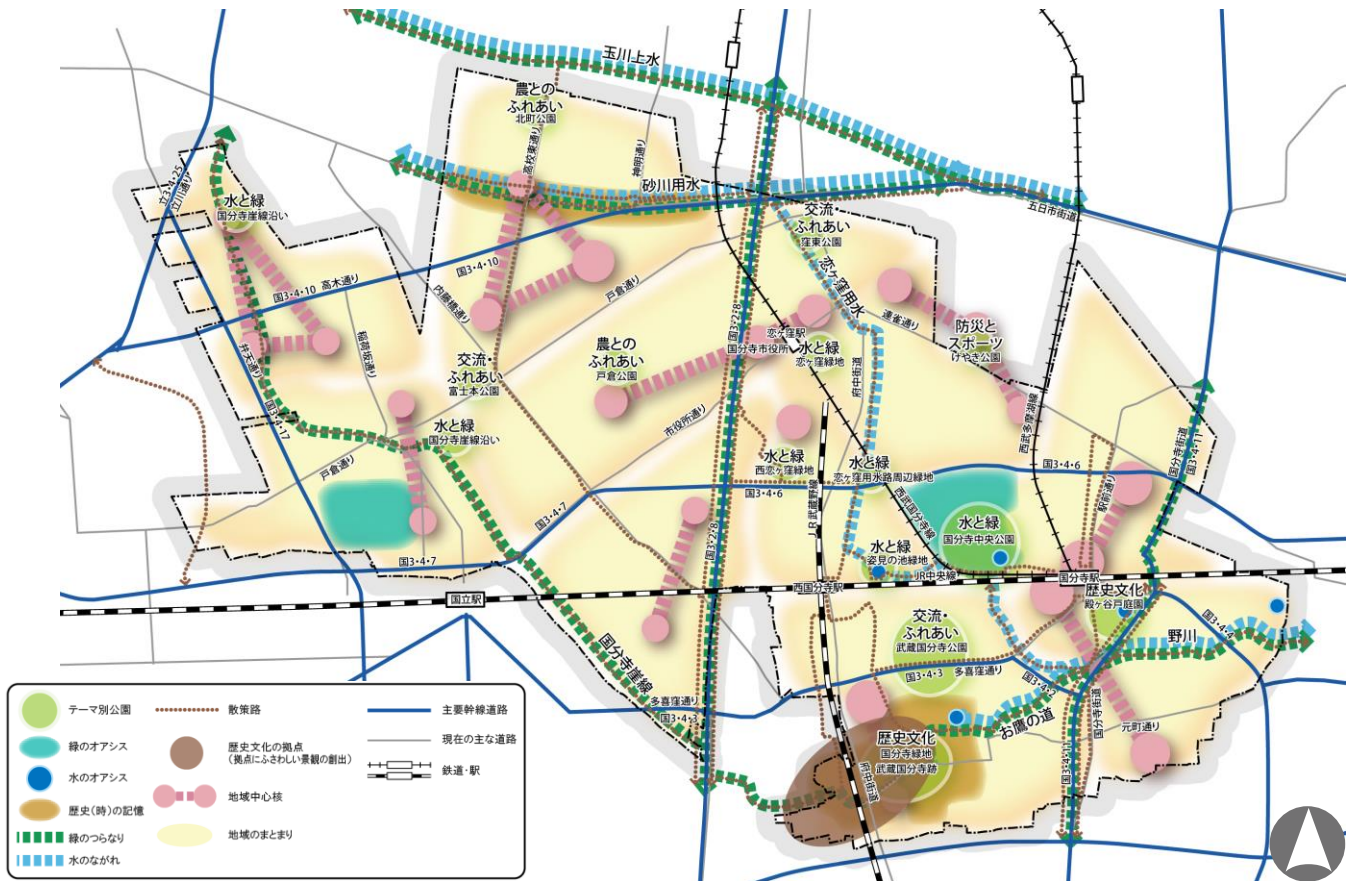 玉川上水
農との
ふれあい
北町公園
高校東通り
神明通り
砂川用水
五日市街道
立3・4・25
立川通り
水と緑
国分寺崖線沿い
交流・
ふれあい
窪東公園
恋ヶ窪用水
国3・4・10
高木通り
国3・4・10
内藤橋通り
戸倉通り
国3・2・8
連雀通り
恋ヶ窪駅
国分寺市役所
水と緑
恋ヶ窪緑地
防災と
スポーツ
けやき公園
弁天通り
稲荷坂通り
農との
ふれあい
戸倉公園
交流・
ふれあい
富士本公園
府中街道
西武多摩湖線
国3・4・17
市役所通り
水と緑
国分寺崖線沿い
戸倉通り
水と緑
西恋ヶ窪緑地
水と緑
恋ヶ窪用水路周辺緑地
国3・4・6
国3・4・6
国分寺街道
国3・4・11
駅前通り
国3・4・7
国3・2・8
JR武蔵野線
西武国分寺線
水と緑
国分寺中央公園
国3・4・7
水と緑
姿見の池緑地
JR中央線
国立駅
西国分寺駅
国分寺駅
歴史文化
殿ヶ谷戸庭園
国分寺崖線
交流・
ふれあい
武蔵国分寺公園
野川
国3・4・4
国3・4・3
多喜窪通り
国3・4・2
多喜窪通り
国3・4・3
お鷹の道
国分寺街道
元町通り
歴史文化
国分寺緑地
武蔵国分寺跡
府中街道
国3・4・11
テーマ別公園
緑のオアシス
水のオアシス
歴史(時)の記憶
緑のつらなり
水のながれ
散策路
歴史文化の拠点
(拠点にふさわしい景観の創出)
地域中心核
地域のまとまり
主要幹線道路
現在の主な道路
鉄道・駅